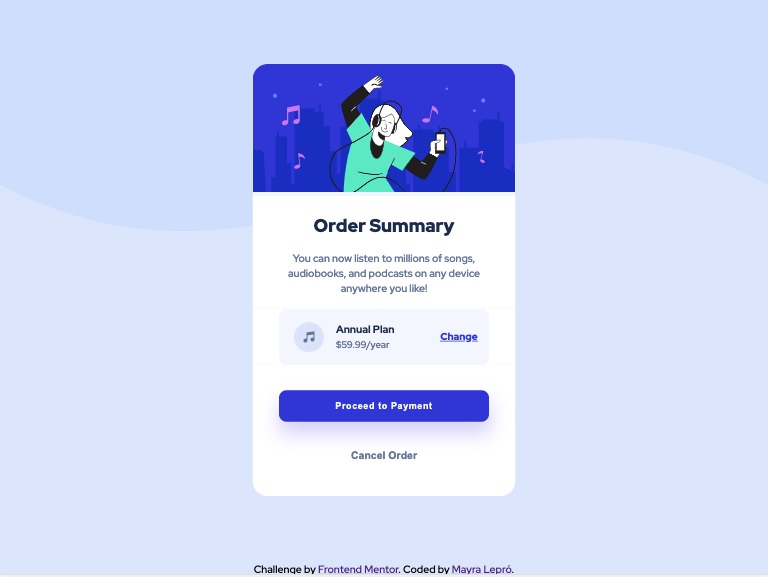 Order Summary
You can now listen to millions of songs,
audiobooks, and podcasts on any device
anywhere you like!
Annual Plan
$59.99/year
Change
Proceed to Payment
Cancel Order
Challenge by Frontend Mentor. Coded by Mayra Lepró.